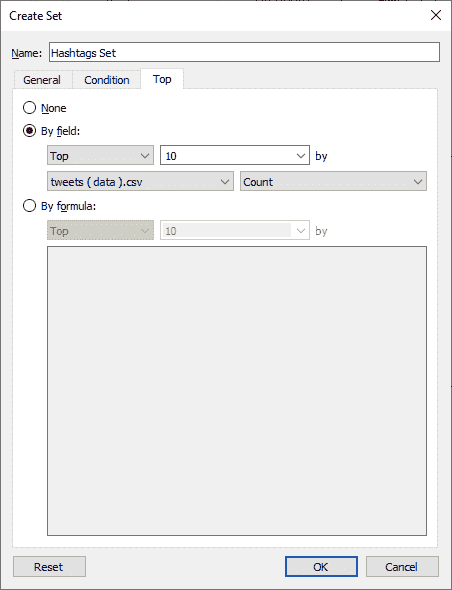 Create Set
Name: Hashtags Set
General Condition Top
None
By field:
Top 10 by
tweets ( data ).csv Count
By formula:
Top 10 by
Reset OK Cancel